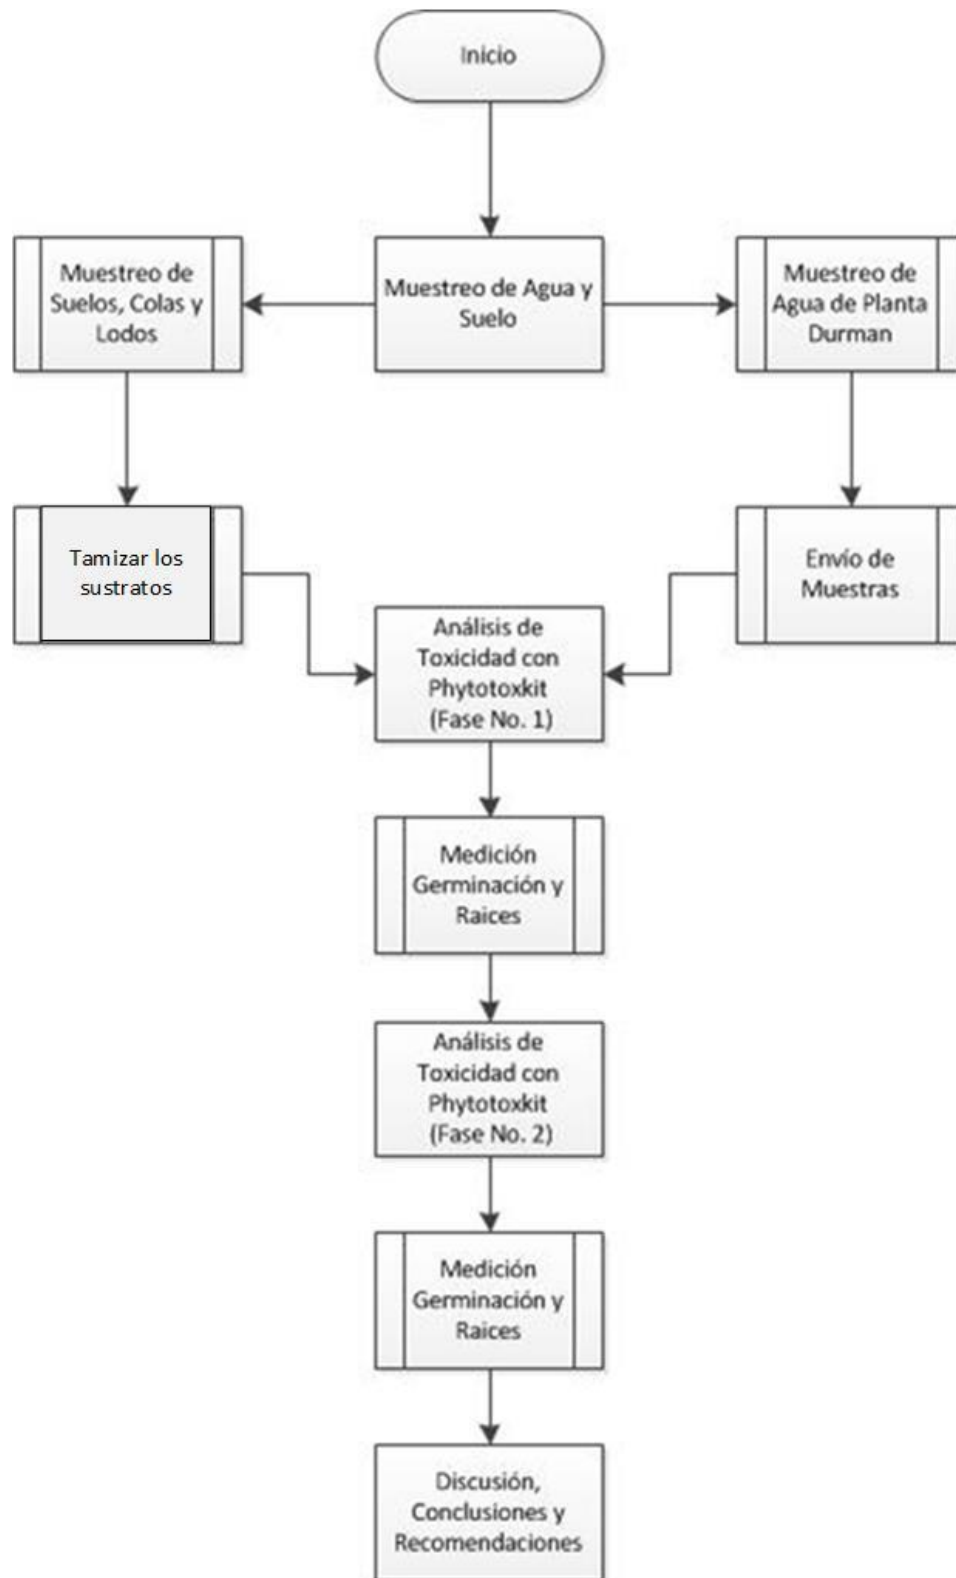 Inicio
Muestreo de
Suelos, Colas y
Lodos
Muestreo de Agua y
Suelo
Muestreo de
Agua de Planta
Durman
Tamizar los
sustratos
Envío de
Muestras
Análisis de
Toxicidad con
Phytotoxkit
(Fase No. 1)
Medición
Germinación y
Raices
Análisis de
Toxicidad con
Phytotoxkit
(Fase No. 2)
Medición
Germinación y
Raices
Discusión,
Conclusiones y
Recomendaciones